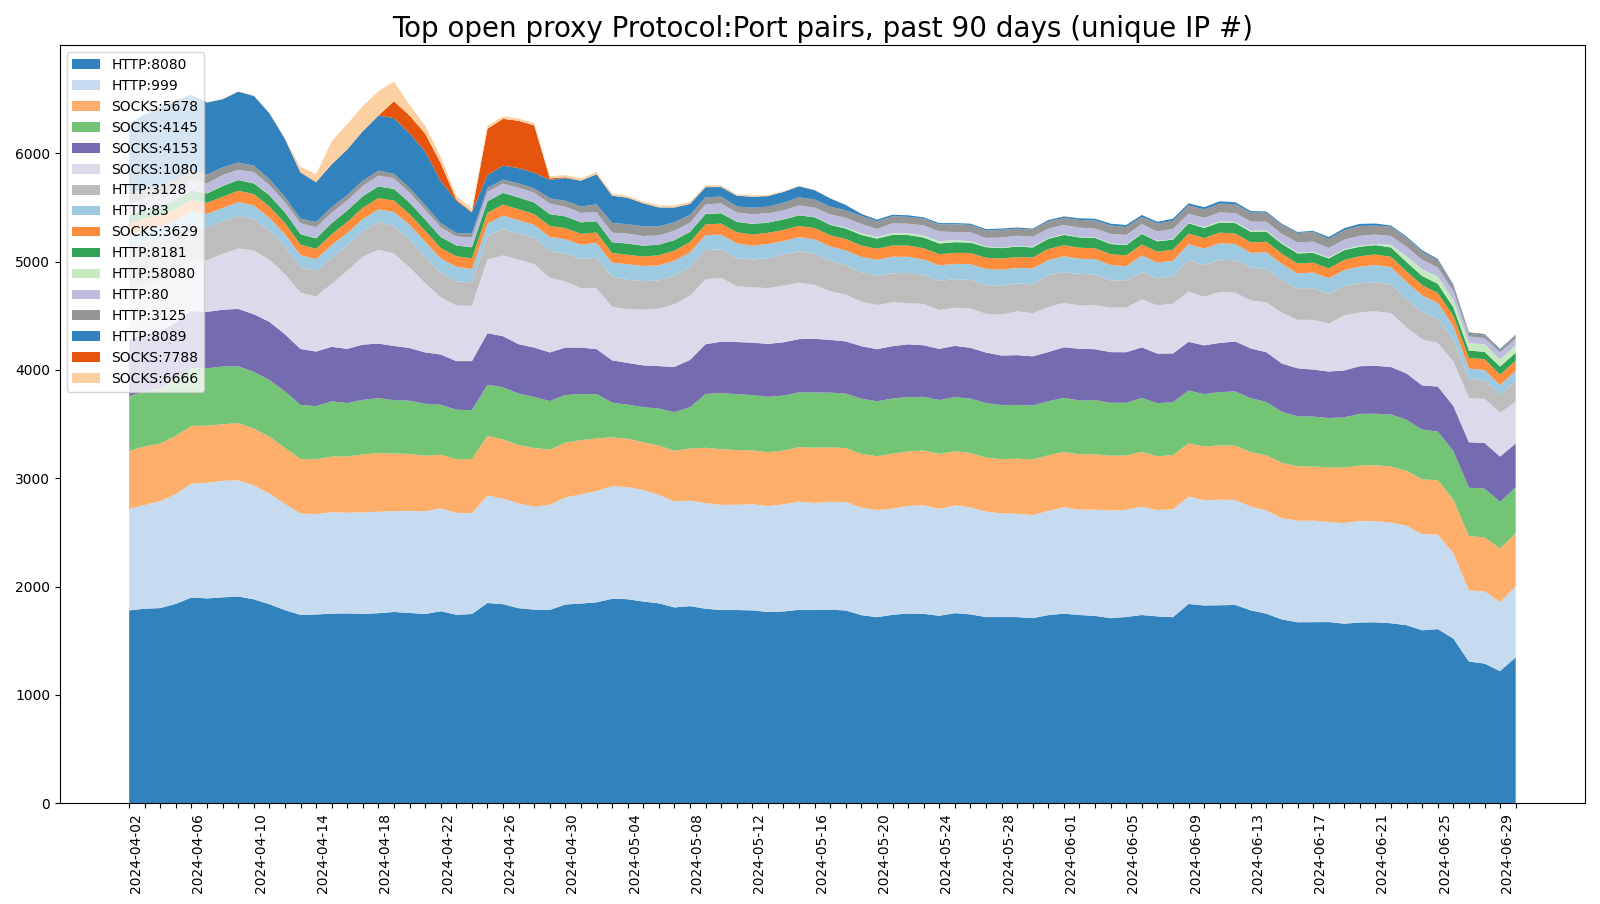 Top open proxy Protocol:Port pairs, past 90 days (unique IP #)
HTTP:8080
HTTP:999
SOCKS:5678
SOCKS:4145
SOCKS:4153
SOCKS:1080
HTTP:3128
HTTP:83
SOCKS:3629
HTTP:8181
HTTP:58080
HTTP:80
HTTP:3125
HTTP:8089
SOCKS:7788
SOCKS:6666
6000
5000
4000
3000
2000
1000
0
2024-04-02
2024-04-06
2024-04-10
2024-04-14
2024-04-18
2024-04-22
2024-04-26
2024-04-30
2024-05-04
2024-05-08
2024-05-12
2024-05-16
2024-05-20
2024-05-24
2024-05-28
2024-06-01
2024-06-05
2024-06-09
2024-06-13
2024-06-17
2024-06-21
2024-06-25
2024-06-29